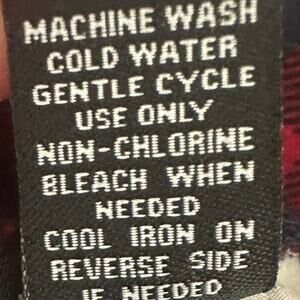 MACHINE WASH
COLD WATER
GENTLE CYCLE
USE ONLY
NON-CHLORINE
BLEACH WHEN
NEEDED
COOL IRON ON
REVERSE SIDE
IF NEEDED